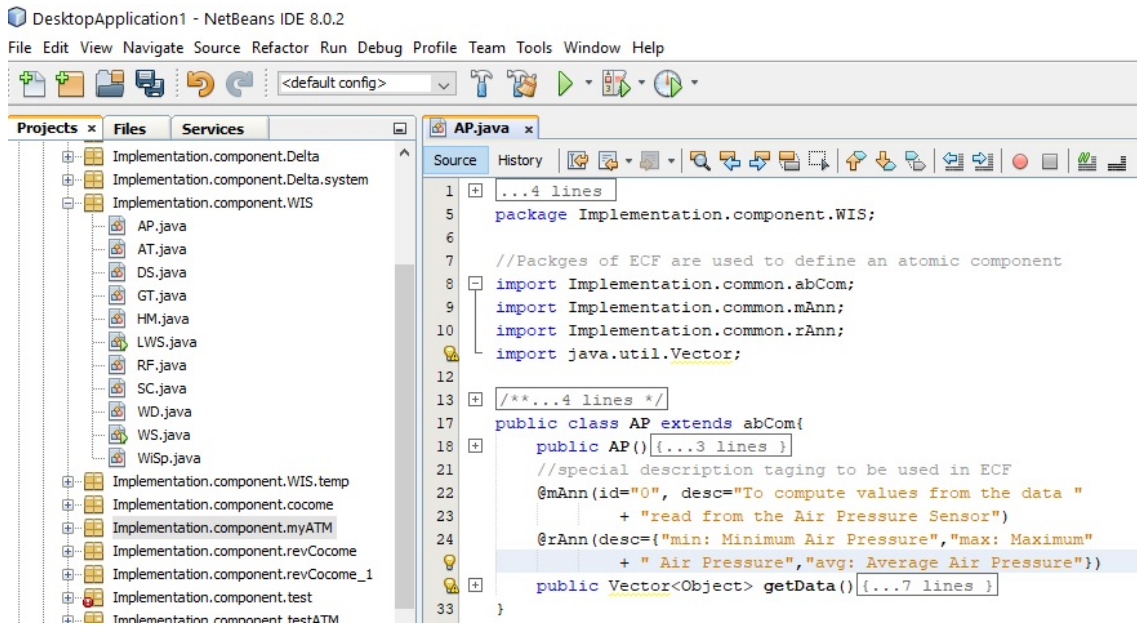 DesktopApplication1 - NetBeans IDE 8.0.2
File Edit View Navigate Source Refactor Run Debug Profile Team Tools Window Help
<default config>
Projects x Files Services
Implementation.component.Delta
Implementation.component.Delta.system
Implementation.component.WIS
AP.java
AT.java
DS.java
GT.java
HM.java
LWS.java
RF.java
SC.java
WD.java
WS.java
WiSp.java
Implementation.component.WIS.temp
Implementation.component.cocome
Implementation.component.myATM
Implementation.component.revCocome
Implementation.component.revCocome_1
Implementation.component.test
Implementation.component.testATM
AP.java x
Source History
1 ...4 lines
5 package Implementation.component.WIS;
6
7 //Packges of ECF are used to define an atomic component
8 import Implementation.common.abCom;
9 import Implementation.common.mAnn;
10 import Implementation.common.rAnn;
import java.util.Vector;
12
13 /**...4 lines */
17 public class AP extends abCom{
18 public AP(){...3 lines }
21 //special description taging to be used in ECF
22 @mAnn(id="0", desc="To compute values from the data "
23 + "read from the Air Pressure Sensor")
24 @rAnn(desc={"min: Minimum Air Pressure","max: Maximum"
+ " Air Pressure","avg: Average Air Pressure"})
public Vector<Object> getData(){...7 lines }
33 }